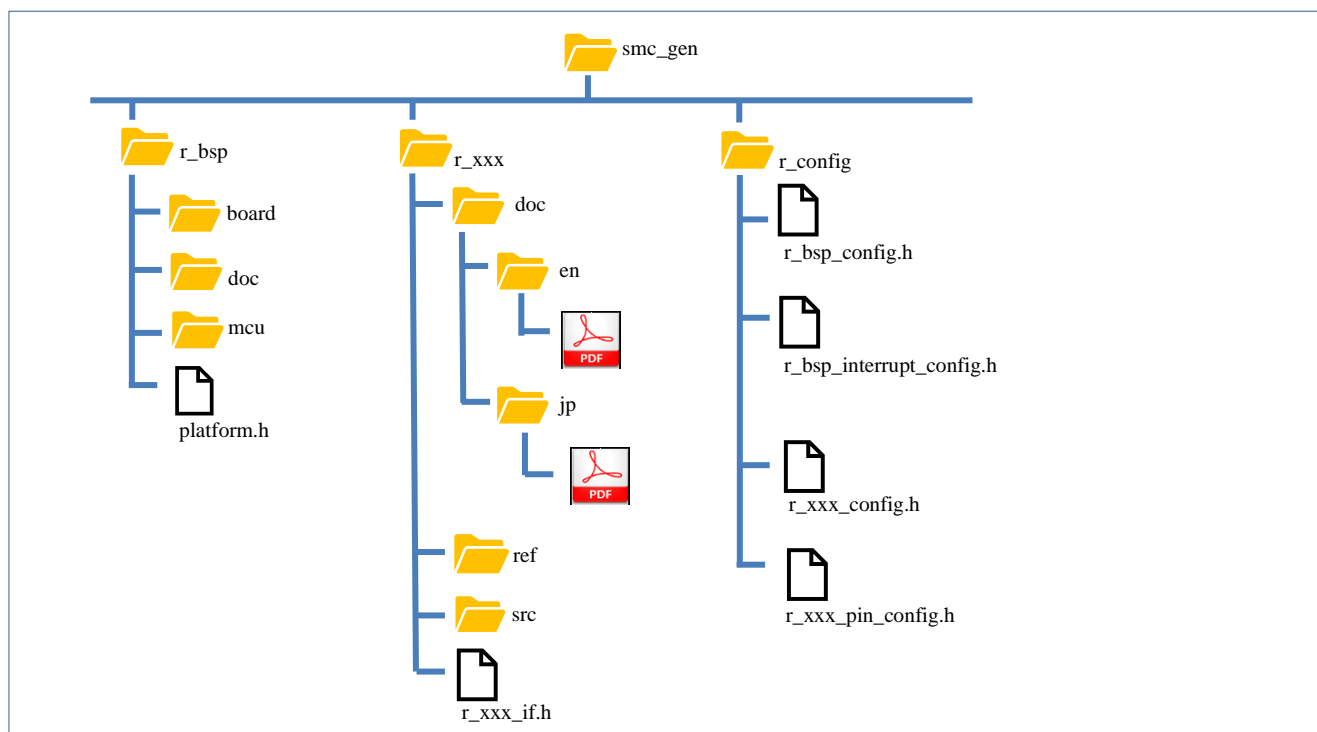 smc_gen
r_bsp
board
doc
mcu
platform.h
r_xxx
doc
en
PDF
jp
PDF
ref
src
r_xxx_if.h
r_config
r_bsp_config.h
r_bsp_interrupt_config.h
r_xxx_config.h
r_xxx_pin_config.h